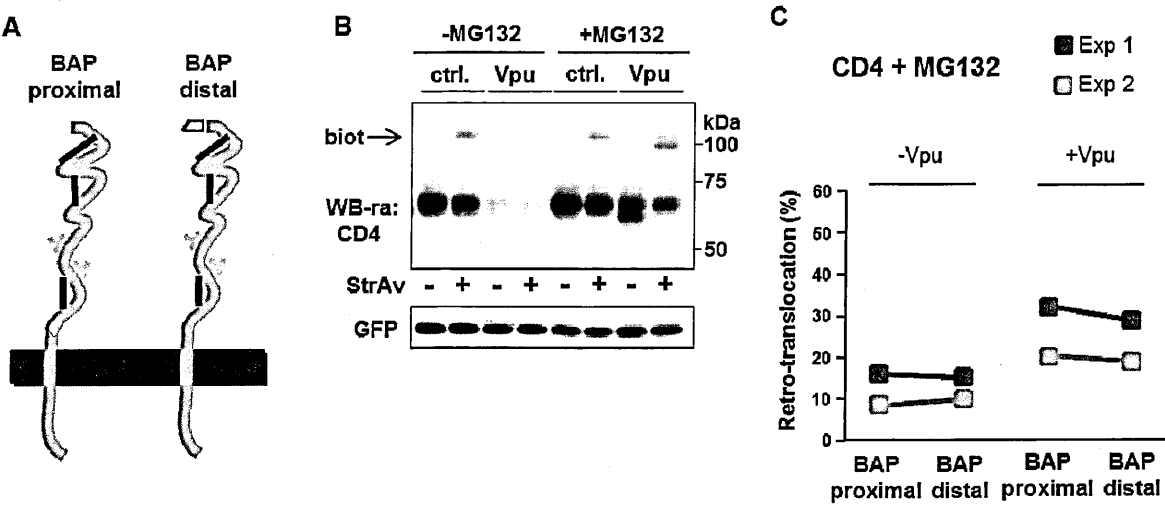 A
BAP
proximal
BAP
distal
B
-MG132
+MG132
ctrl.
Vpu
ctrl.
Vpu
biot
kDa
100
75
50
WB-ra:
CD4
StrAv
- + - + - + - +
GFP
C
Exp 1
Exp 2
CD4 + MG132
-Vpu
+Vpu
Retro-translocation (%)
60
50
40
30
20
10
0
BAP
proximal
BAP
distal
BAP
proximal
BAP
distal